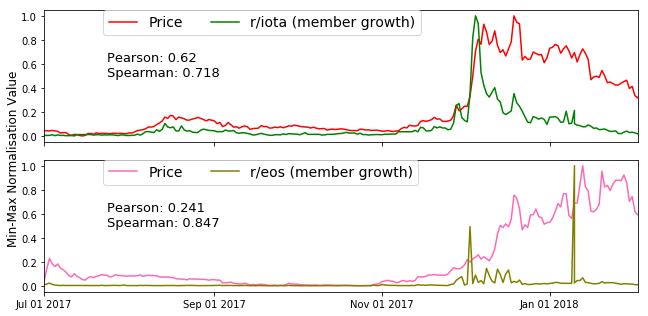 Price r/iota (member growth)
Pearson: 0.62
Spearman: 0.718
1.0
0.8
0.6
0.4
0.2
0.0
Min-Max Normalisation Value
Price r/eos (member growth)
Pearson: 0.241
Spearman: 0.847
1.0
0.8
0.6
0.4
0.2
0.0
Jul 01 2017 Sep 01 2017 Nov 01 2017 Jan 01 2018